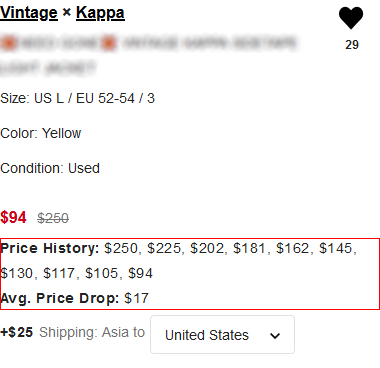 Vintage × Kappa
29
Size: US L / EU 52-54 / 3
Color: Yellow
Condition: Used
$94 $250
Price History: $250, $225, $202, $181, $162, $145,
$130, $117, $105, $94
Avg. Price Drop: $17
+$25 Shipping: Asia to United States